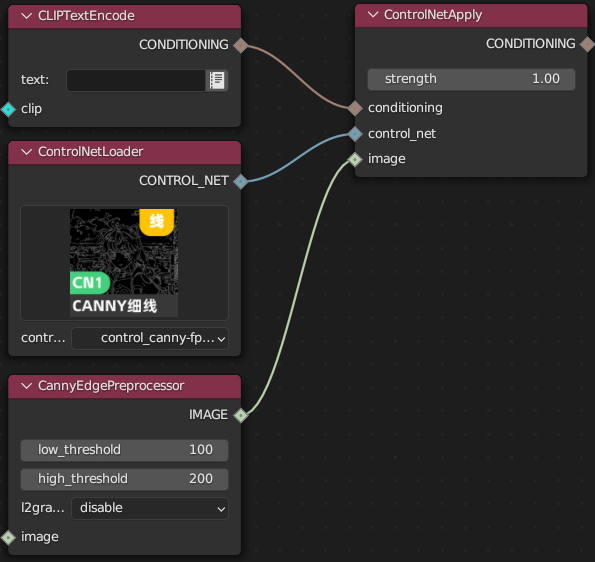 CLIPTextEncode
CONDITIONING
text:
clip
ControlNetLoader
CONTROL_NET
线
CN1
CANNY细线
contr... control_canny-fp...
CannyEdgePreprocessor
IMAGE
low_threshold 100
high_threshold 200
l2gra... disable
image
ControlNetApply
CONDITIONING
strength 1.00
conditioning
control_net
image